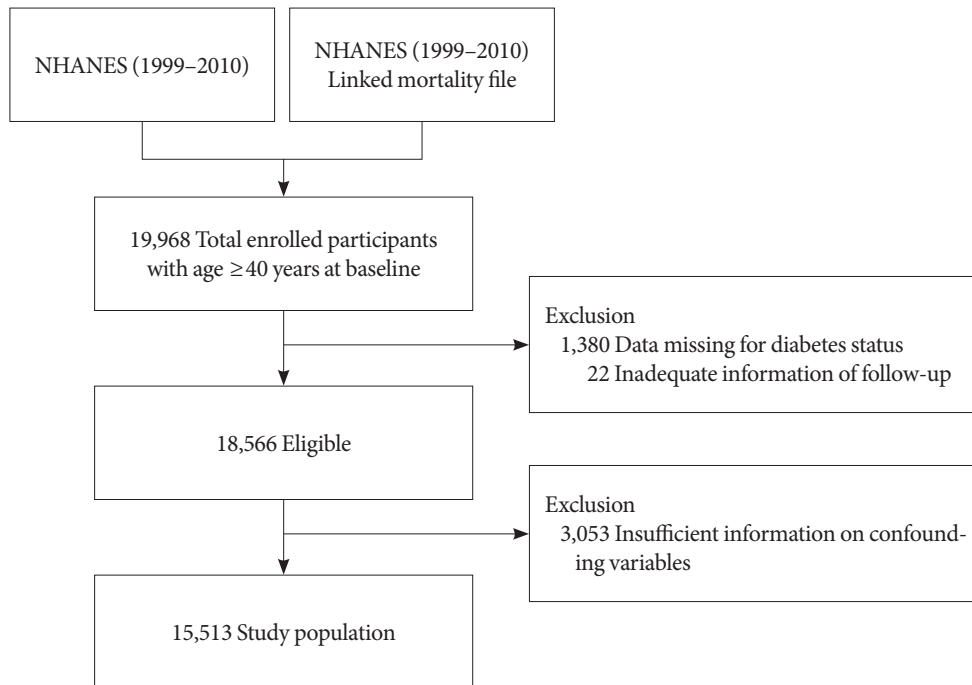 NHANES (1999–2010)
NHANES (1999–2010)
Linked mortality file
19,968 Total enrolled participants
with age ≥40 years at baseline
Exclusion
1,380 Data missing for diabetes status
22 Inadequate information of follow-up
18,566 Eligible
Exclusion
3,053 Insufficient information on confound-
ing variables
15,513 Study population